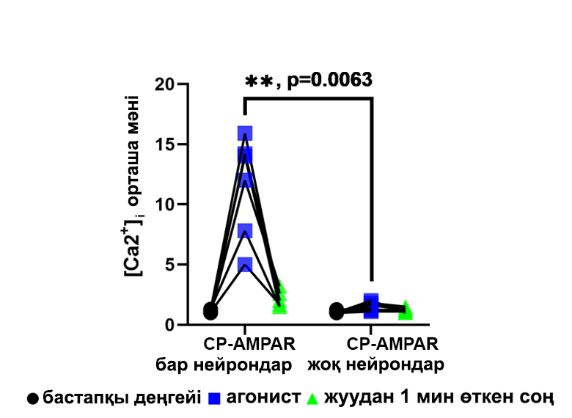 **, p=0.0063
20
15
10
5
0
[Ca2+]i орташа мәні
CP-AMPAR CP-AMPAR
бар нейрондар жоқ нейрондар
бастапқы деңгейі агонист жуудан 1 мин өткен соң